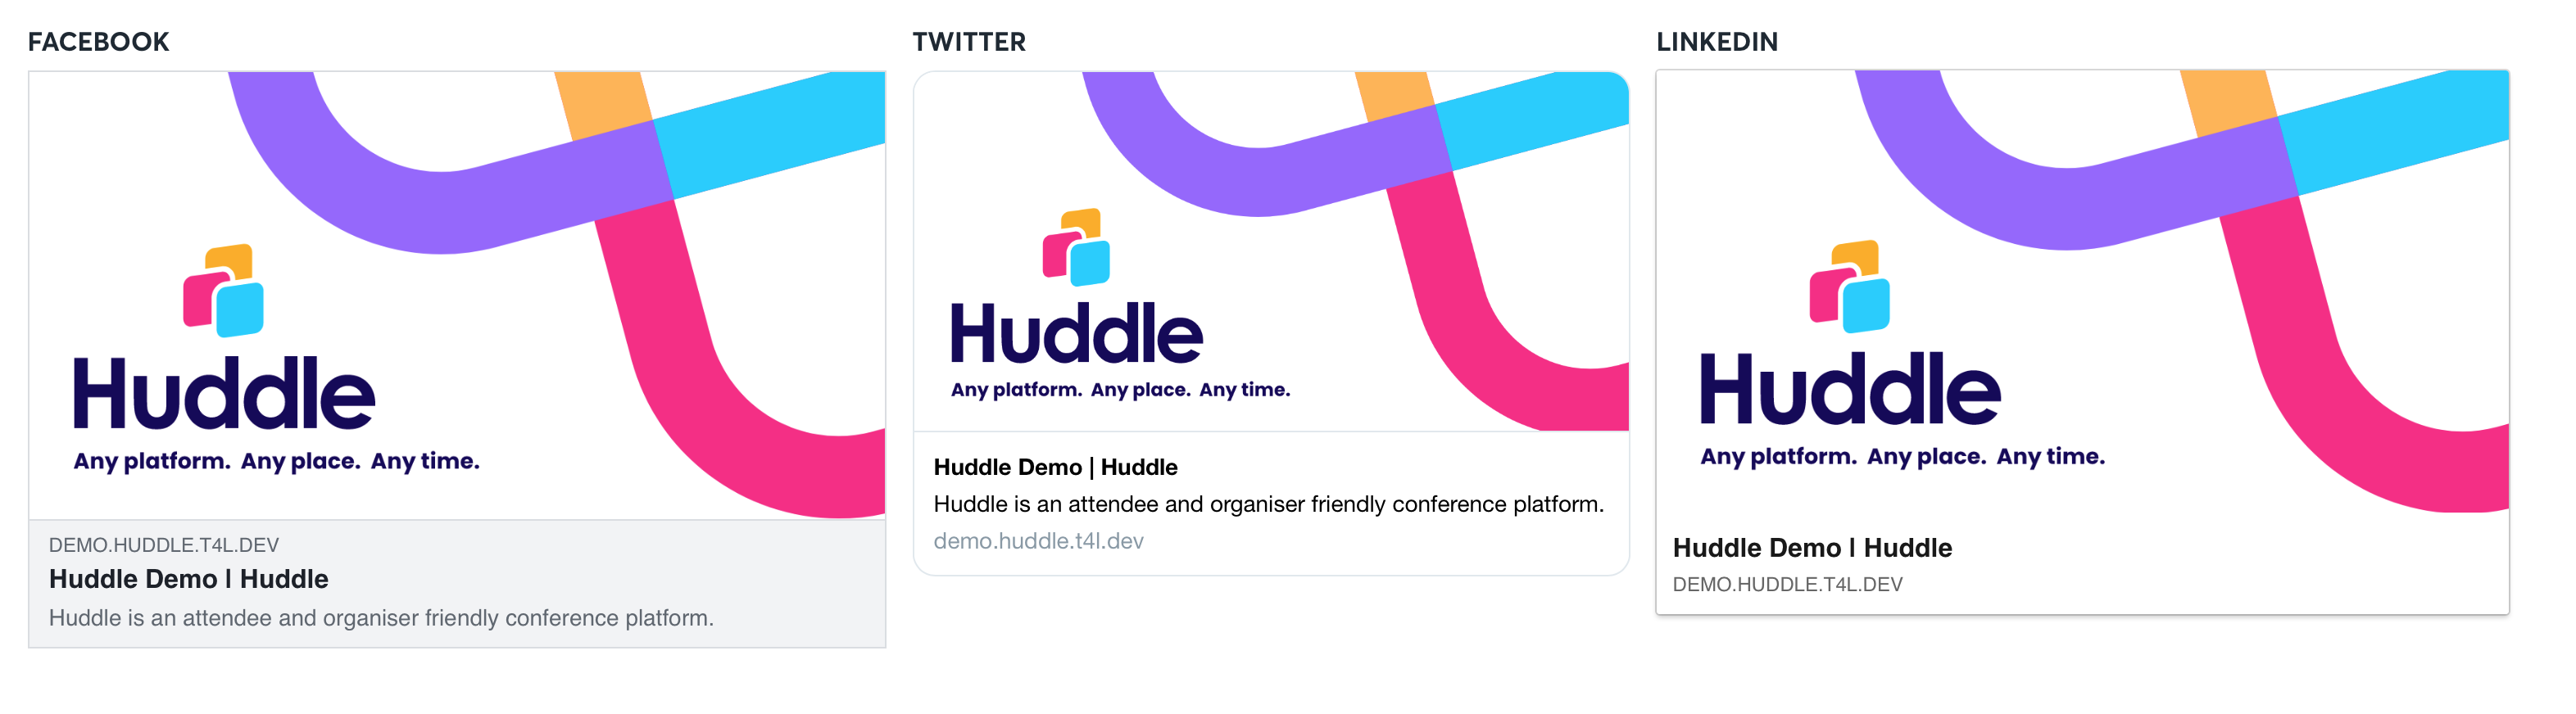 FACEBOOK
Huddle
Any platform. Any place. Any time.
DEMO.HUDDLE.T4L.DEV
Huddle Demo | Huddle
Huddle is an attendee and organiser friendly conference platform.
TWITTER
Huddle
Any platform. Any place. Any time.
Huddle Demo | Huddle
Huddle is an attendee and organiser friendly conference platform.
demo.huddle.t4l.dev
LINKEDIN
Huddle
Any platform. Any place. Any time.
Huddle Demo | Huddle
DEMO.HUDDLE.T4L.DEV